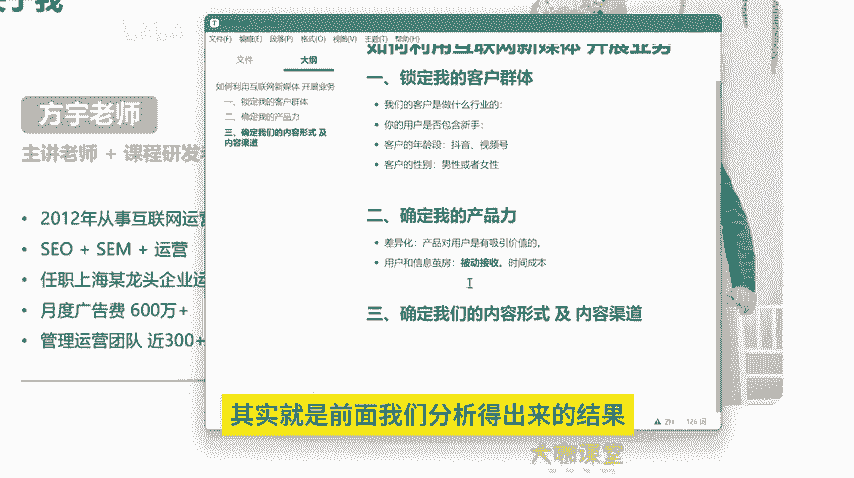 文件(F) 编辑(E) 段落(P) 格式(O) 视图(V) 主题(T) 帮助(H)
文件
大纲
如何利用互联网新媒体 开展业务
一、锁定我的客户群体
二、确定我的产品力
三、确定我们的内容形式 及
内容渠道
如何利用互联网新媒体 开展业务
一、锁定我的客户群体
• 我们的客户是做什么行业的:
• 你的用户是否包含新手:
• 客户的年龄段: 抖音、视频号
• 客户的性别: 男性或者女性
二、确定我的产品力
• 差异化: 产品对用户是有吸引价值的,
• 用户和信息茧房: 被动接收, 时间成本
三、确定我们的内容形式 及 内容渠道
126 词
于我
方宇老师
主讲老师 + 课程研发
• 2012年从事互联网运营
• SEO + SEM + 运营
• 任职上海某龙头企业运
• 月度广告费 600万+
• 管理运营团队 近300+
其实就是前面我们分析得出来的结果